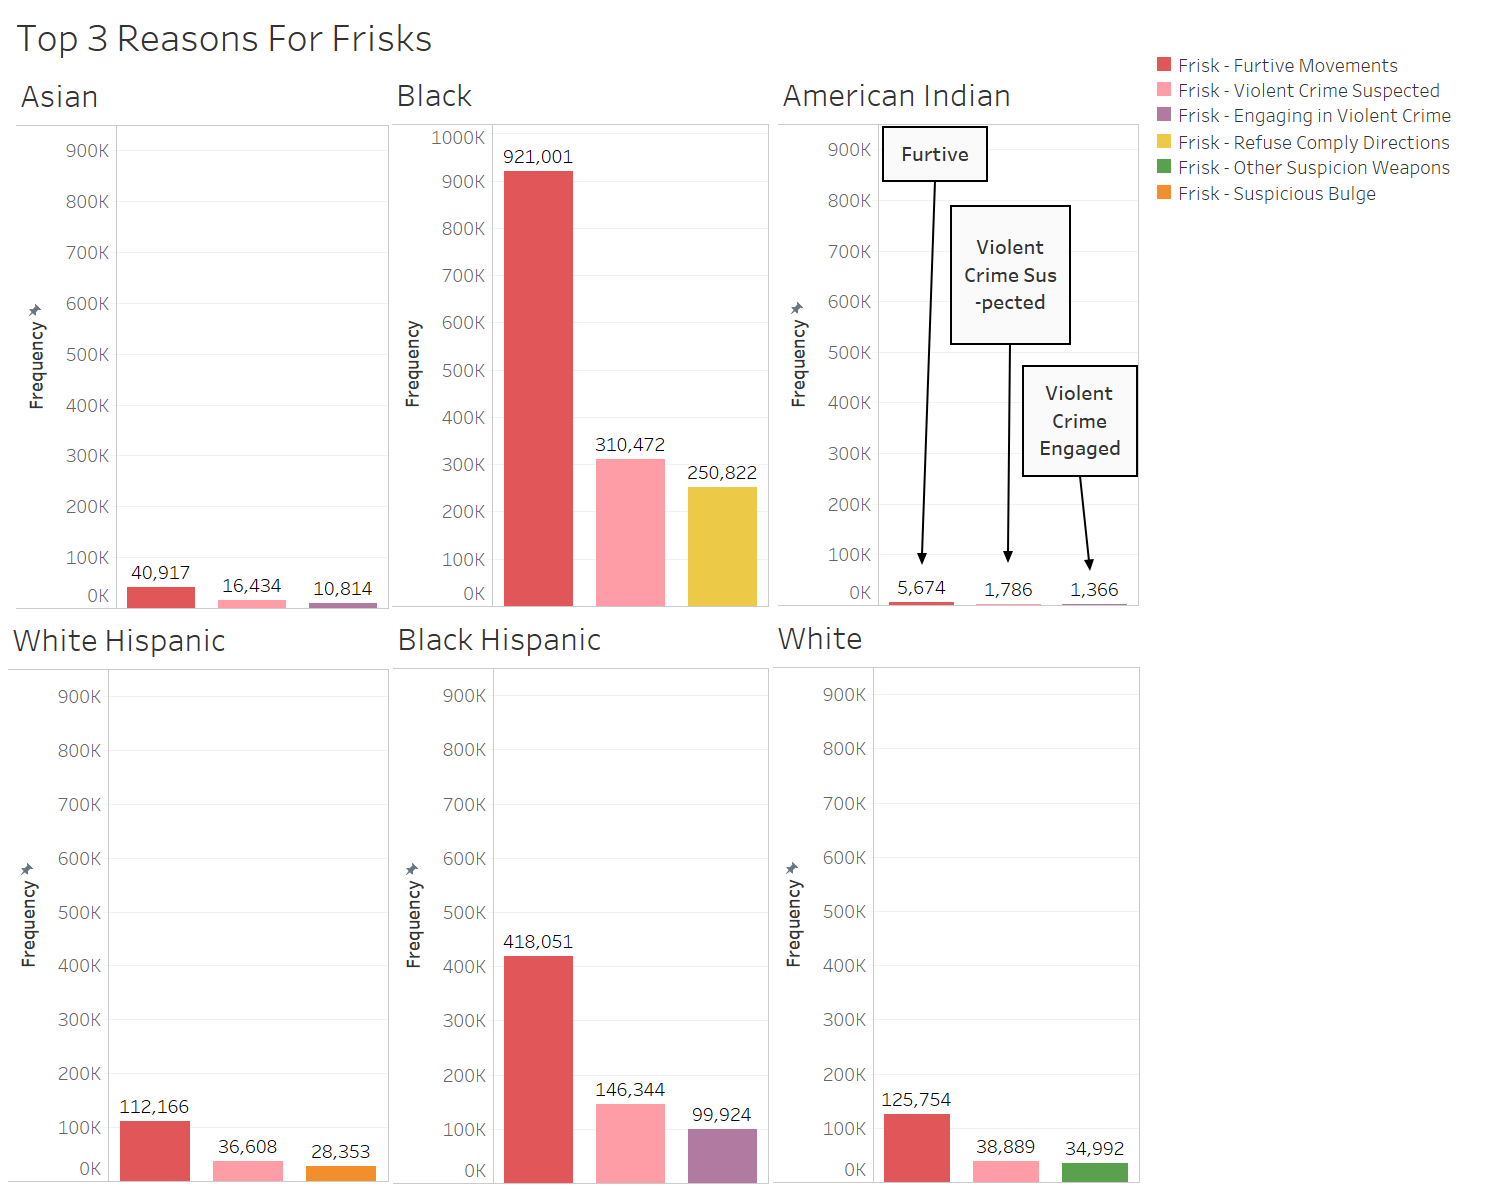 Top 3 Reasons For Frisks
Frisk - Furtive Movements
Frisk - Violent Crime Suspected
Frisk - Engaging in Violent Crime
Frisk - Refuse Comply Directions
Frisk - Other Suspicion Weapons
Frisk - Suspicious Bulge
Asian
Frequency
900K
800K
700K
600K
500K
400K
300K
200K
100K
0K
40,917
16,434
10,814
Black
Frequency
1000K
900K
800K
700K
600K
500K
400K
300K
200K
100K
0K
921,001
310,472
250,822
American Indian
Frequency
900K
800K
700K
600K
500K
400K
300K
200K
100K
0K
Furtive
Violent
Crime Sus
-pected
Violent
Crime
Engaged
5,674
1,786
1,366
White Hispanic
Frequency
900K
800K
700K
600K
500K
400K
300K
200K
100K
0K
112,166
36,608
28,353
Black Hispanic
Frequency
900K
800K
700K
600K
500K
400K
300K
200K
100K
0K
418,051
146,344
99,924
White
Frequency
900K
800K
700K
600K
500K
400K
300K
200K
100K
0K
125,754
38,889
34,992